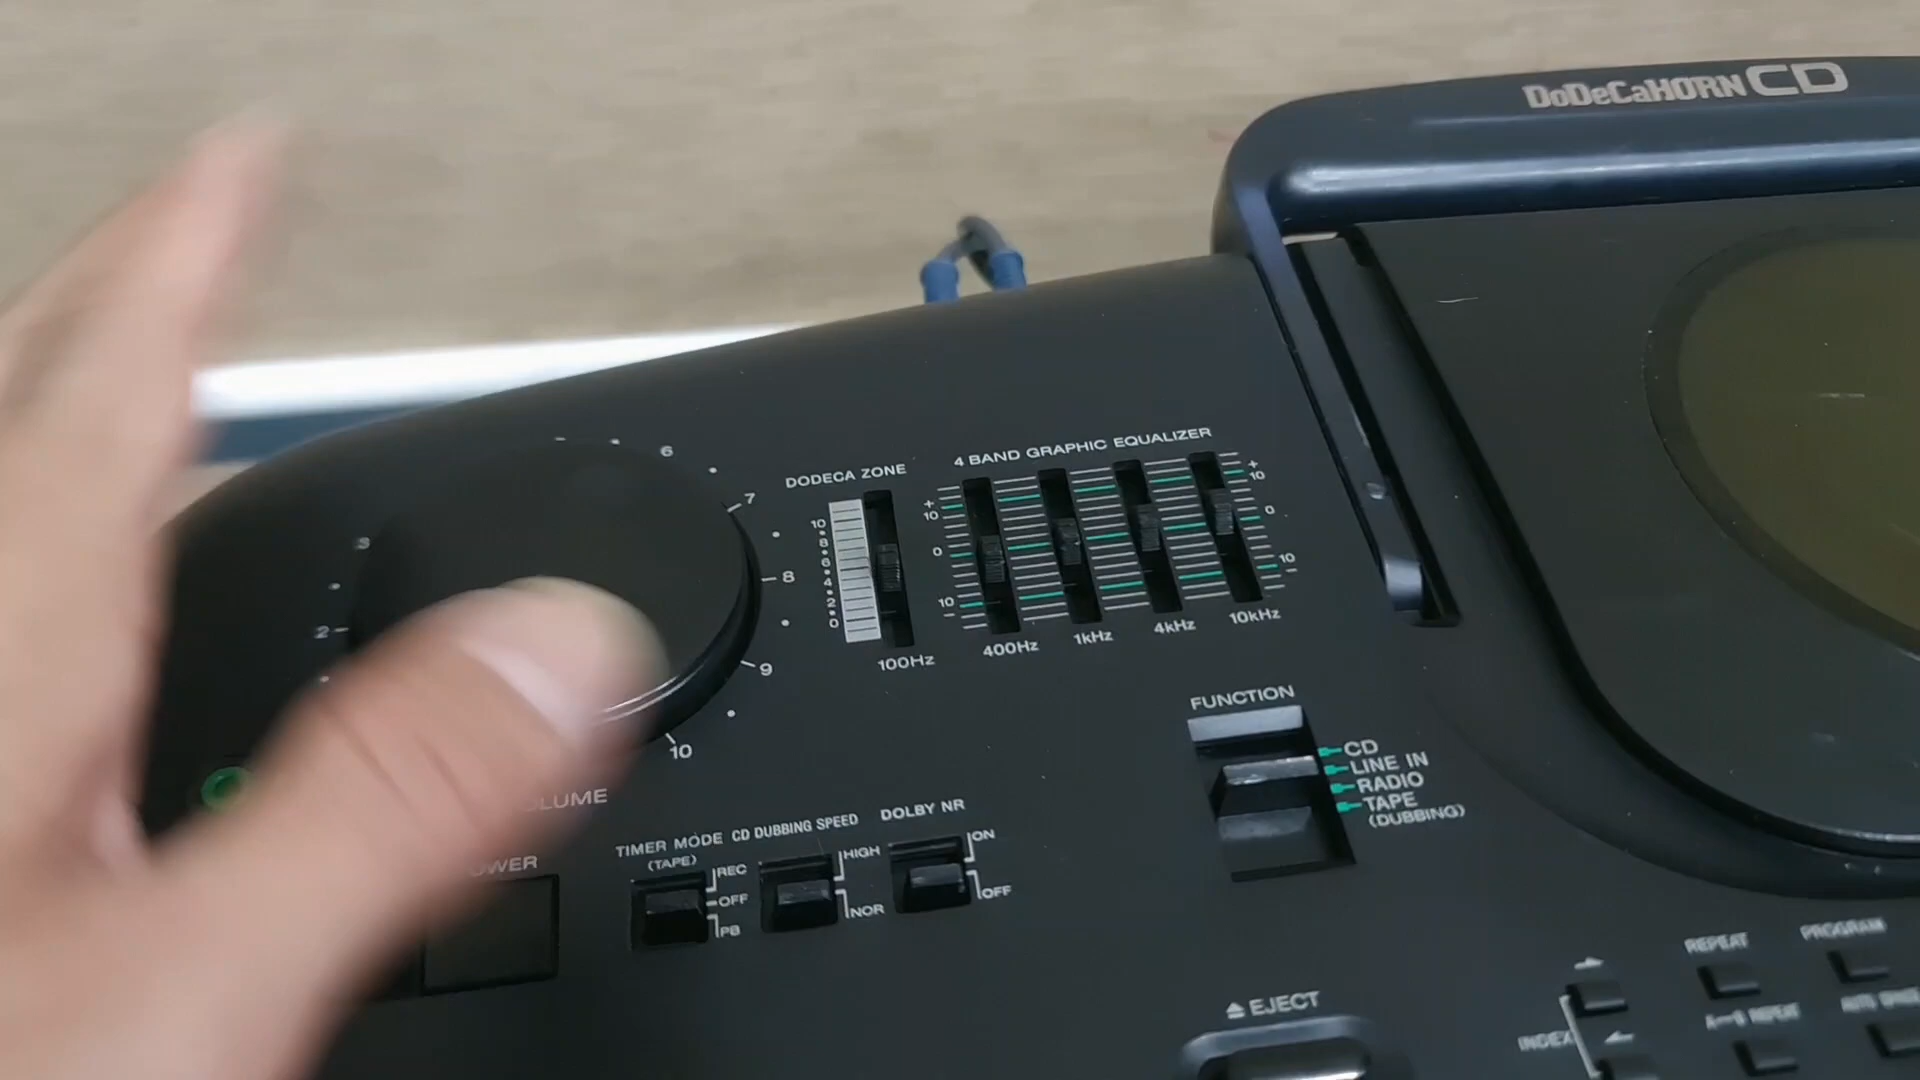 DoDeCaHORN CD
6
7
8
9
10
3
2
DODECA ZONE
10
8
6
4
2
0
100Hz
4 BAND GRAPHIC EQUALIZER
+
10
0
10
-
+
10
0
10
-
400Hz
1kHz
4kHz
10kHz
FUNCTION
CD
LINE IN
RADIO
TAPE
(DUBBING)
TIMER MODE
(TAPE)
REC
OFF
PB
CD DUBBING SPEED
HIGH
NOR
DOLBY NR
ON
OFF
EJECT
REPEAT
PROGRAM
A↔B REPEAT
INDEX